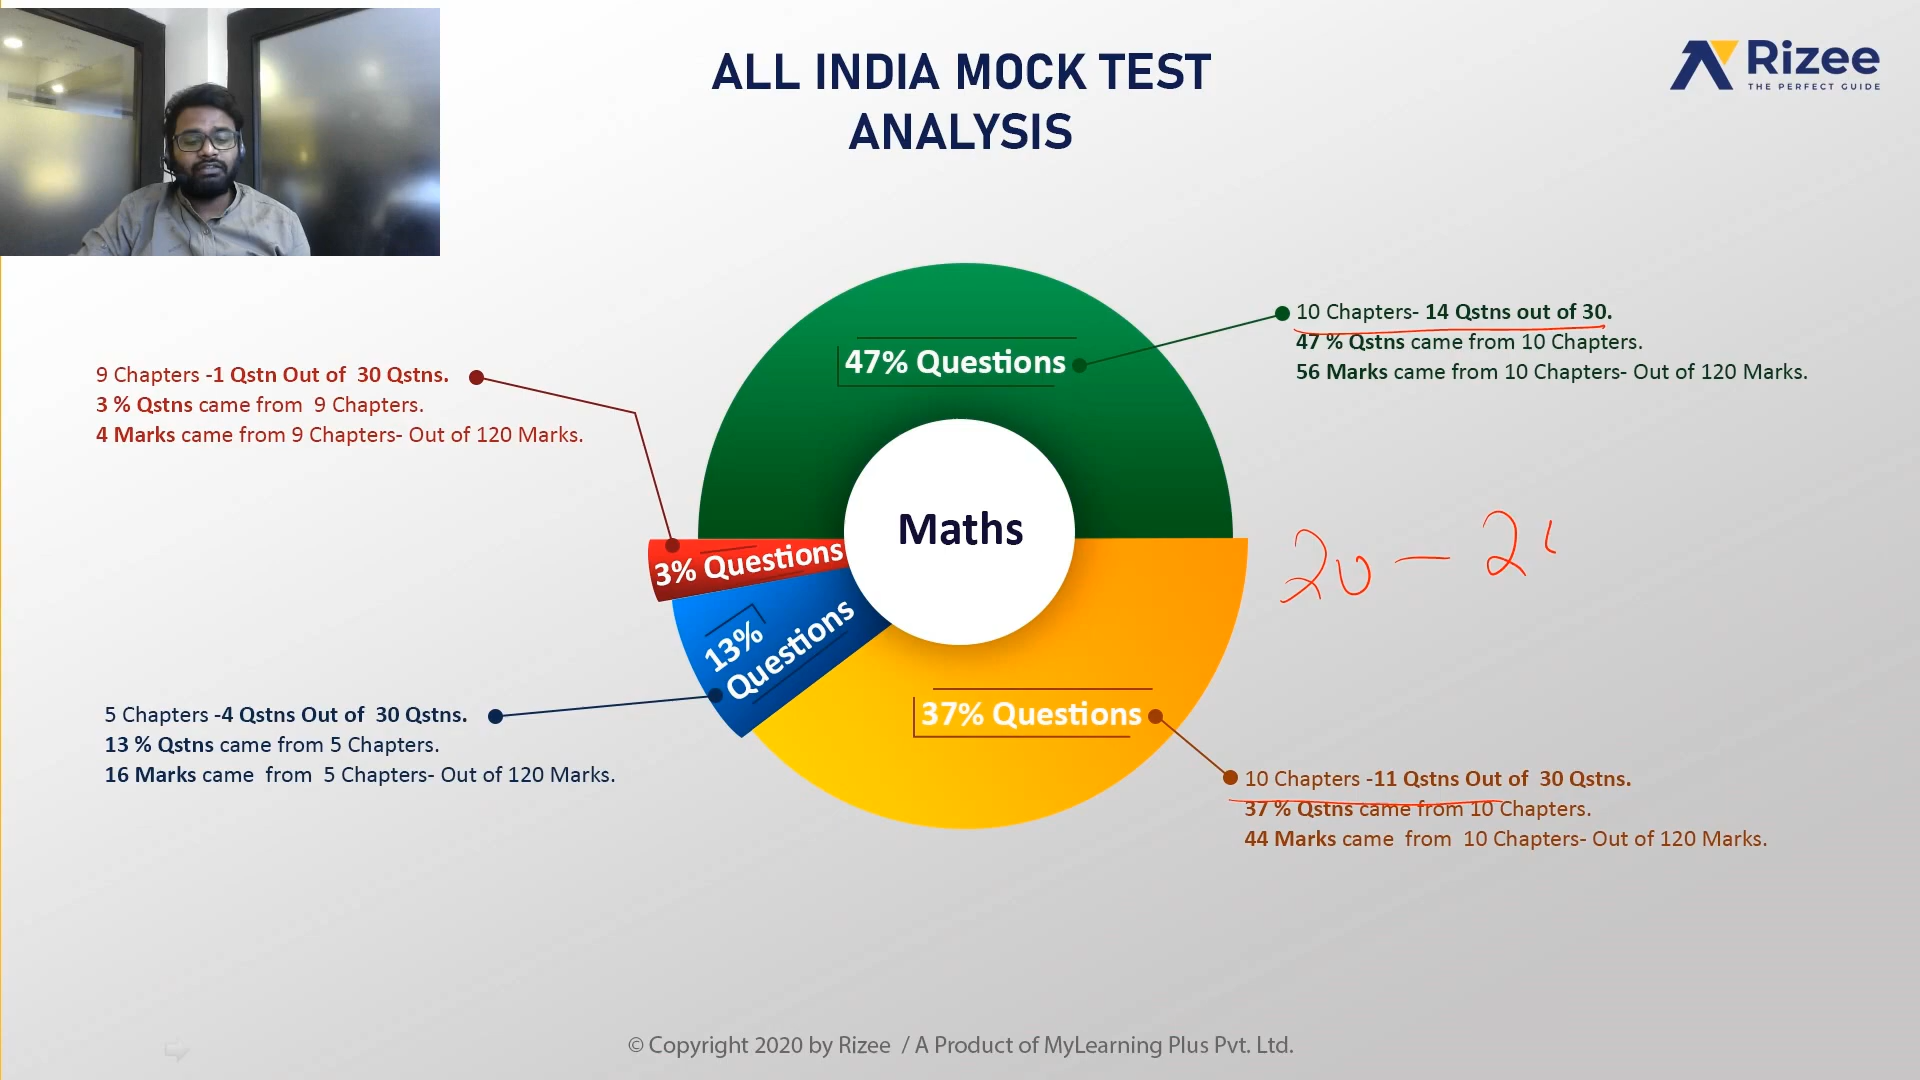 ALL INDIA MOCK TEST
ANALYSIS
Rizee
THE PERFECT GUIDE
10 Chapters- 14 Qstns out of 30.
47 % Qstns came from 10 Chapters.
56 Marks came from 10 Chapters- Out of 120 Marks.
47% Questions
9 Chapters -1 Qstn Out of 30 Qstns.
3 % Qstns came from 9 Chapters.
4 Marks came from 9 Chapters- Out of 120 Marks.
Maths
3% Questions
13%
Questions
20 –
5 Chapters -4 Qstns Out of 30 Qstns.
13 % Qstns came from 5 Chapters.
16 Marks came from 5 Chapters- Out of 120 Marks.
37% Questions
10 Chapters -11 Qstns Out of 30 Qstns.
37 % Qstns came from 10 Chapters.
44 Marks came from 10 Chapters- Out of 120 Marks.
© Copyright 2020 by Rizee / A Product of MyLearning Plus Pvt. Ltd.